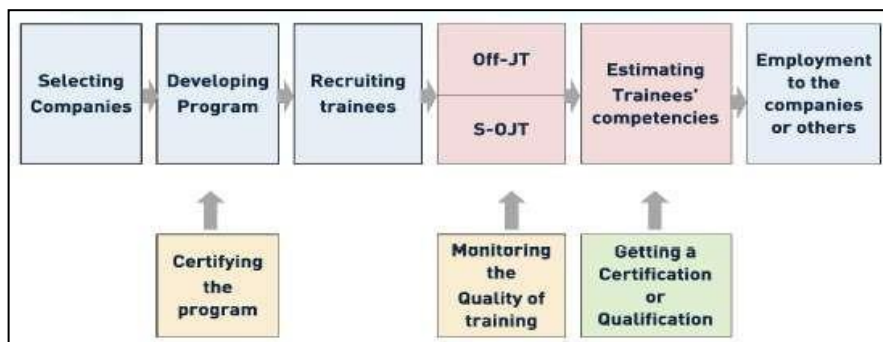 Selecting
Companies
Developing
Program
Recruiting
trainees
Off-JT
S-OJT
Estimating
Trainees'
competencies
Employment
to the
companies
or others
Certifying
the
program
Monitoring
the
Quality of
training
Getting a
Certification
or
Qualification